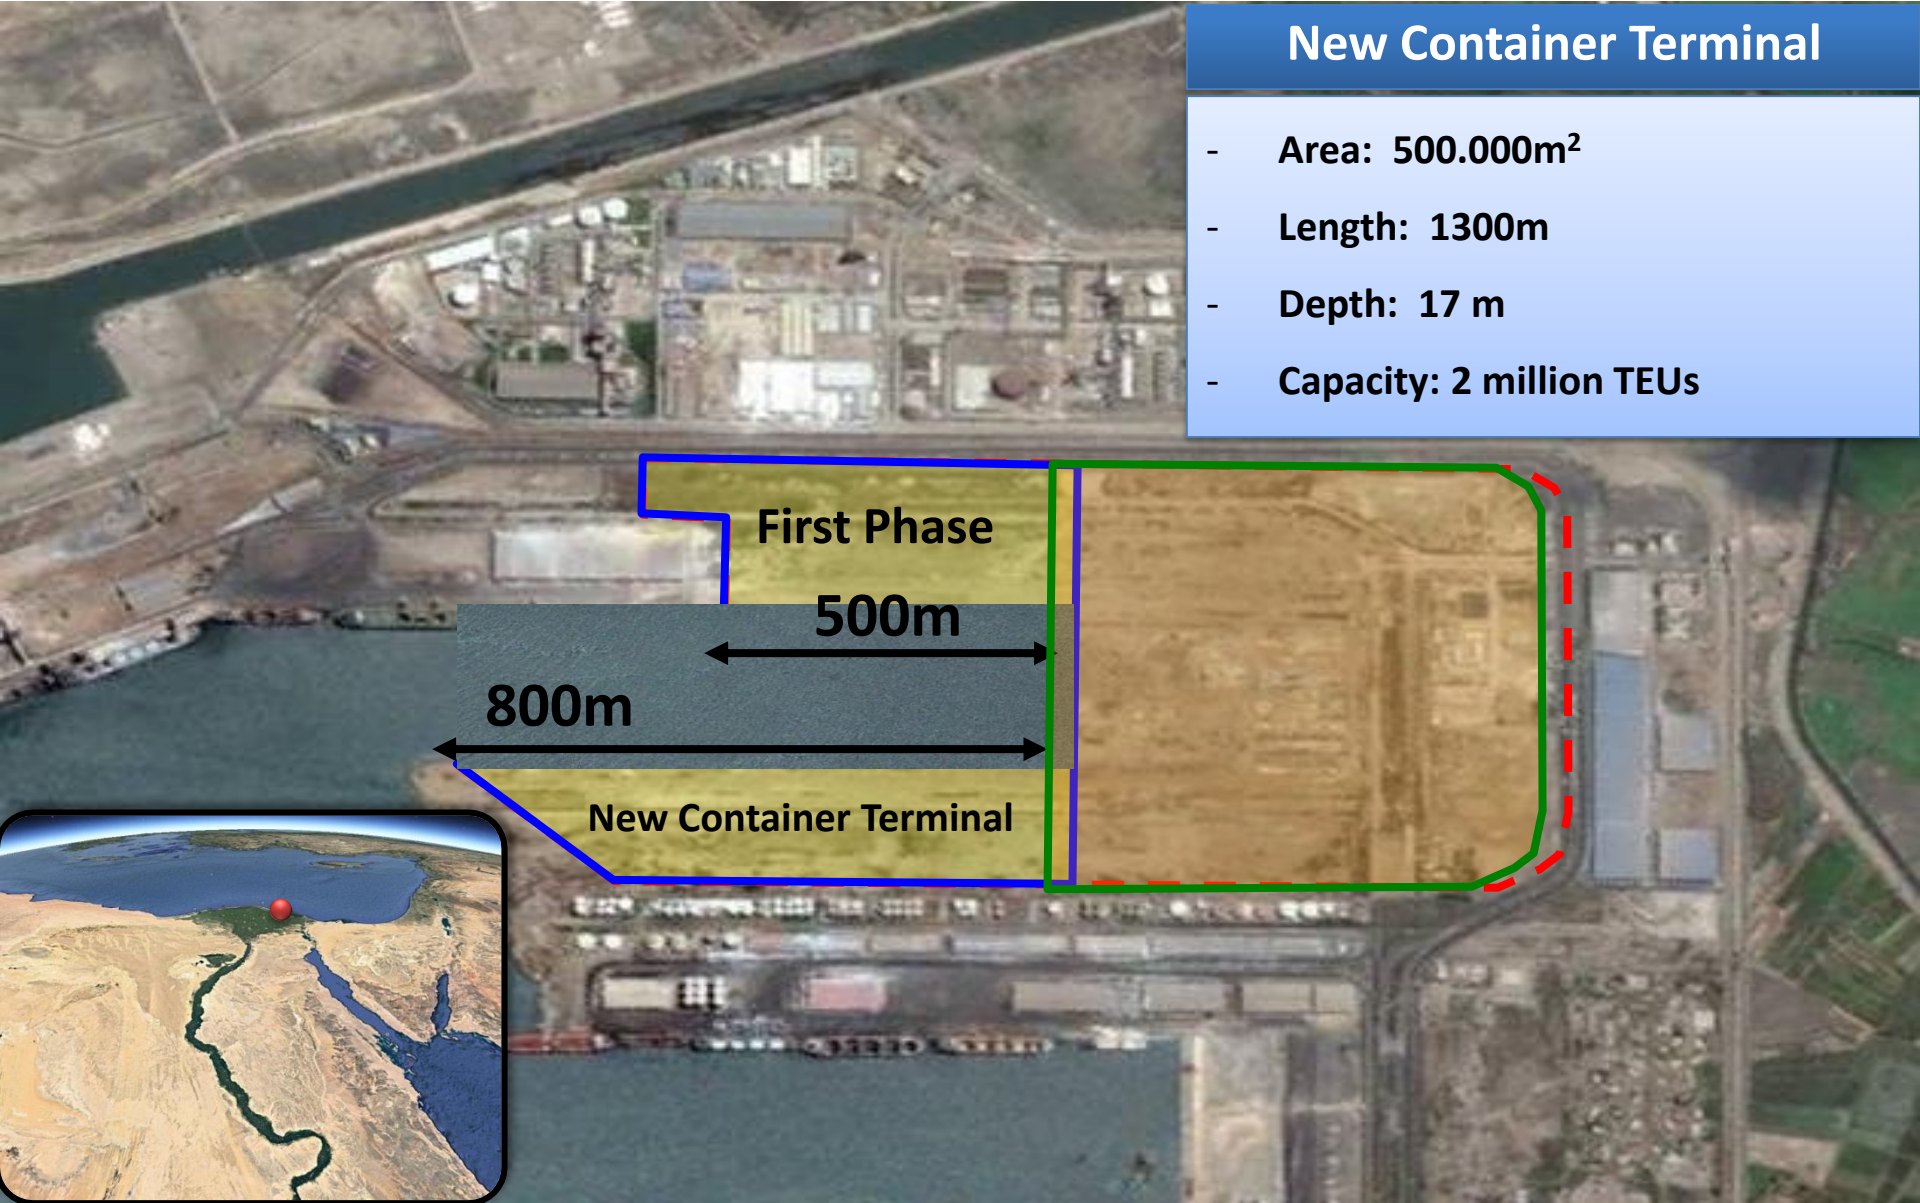 New Container Terminal
- Area: 500.000m²
- Length: 1300m
- Depth: 17 m
- Capacity: 2 million TEUs
First Phase
500m
800m
New Container Terminal